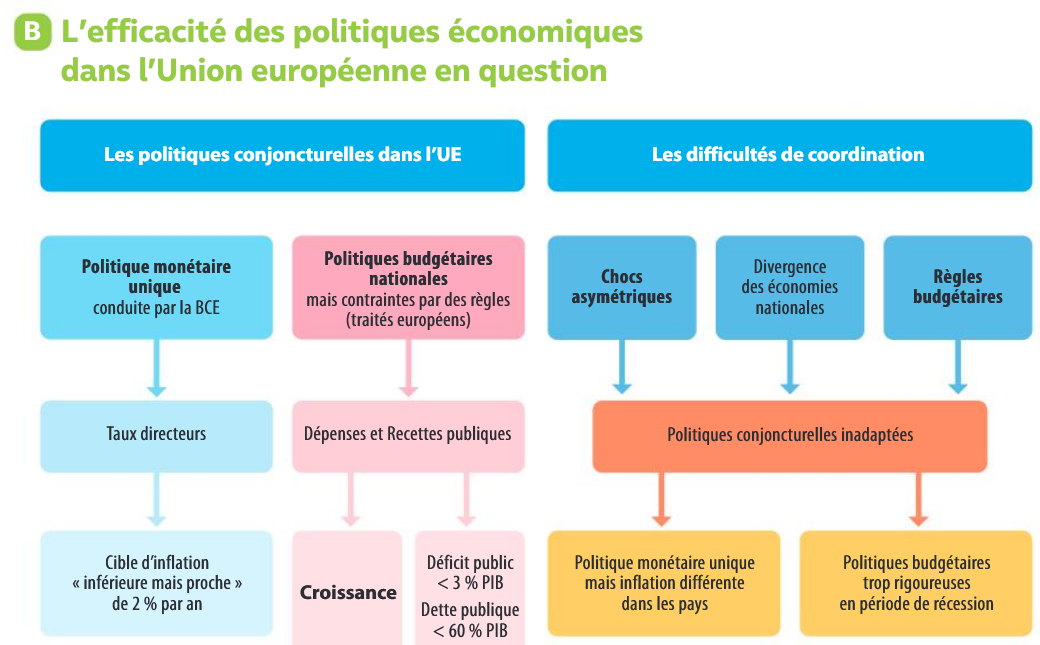 B L'efficacité des politiques économiques
dans l'Union européenne en question
Les politiques conjoncturelles dans l'UE
Les difficultés de coordination
Politique monétaire
unique
conduite par la BCE
Politiques budgétaires
nationales
mais contraintes par des règles
(traités européens)
Chocs
asymétriques
Divergence
des économies
nationales
Règles
budgétaires
Taux directeurs
Dépenses et Recettes publiques
Politiques conjoncturelles inadaptées
Cible d'inflation
« inférieure mais proche »
de 2 % par an
Croissance
Déficit public
< 3 % PIB
Dette publique
< 60 % PIB
Politique monétaire unique
mais inflation différente
dans les pays
Politiques budgétaires
trop rigoureuses
en période de récession